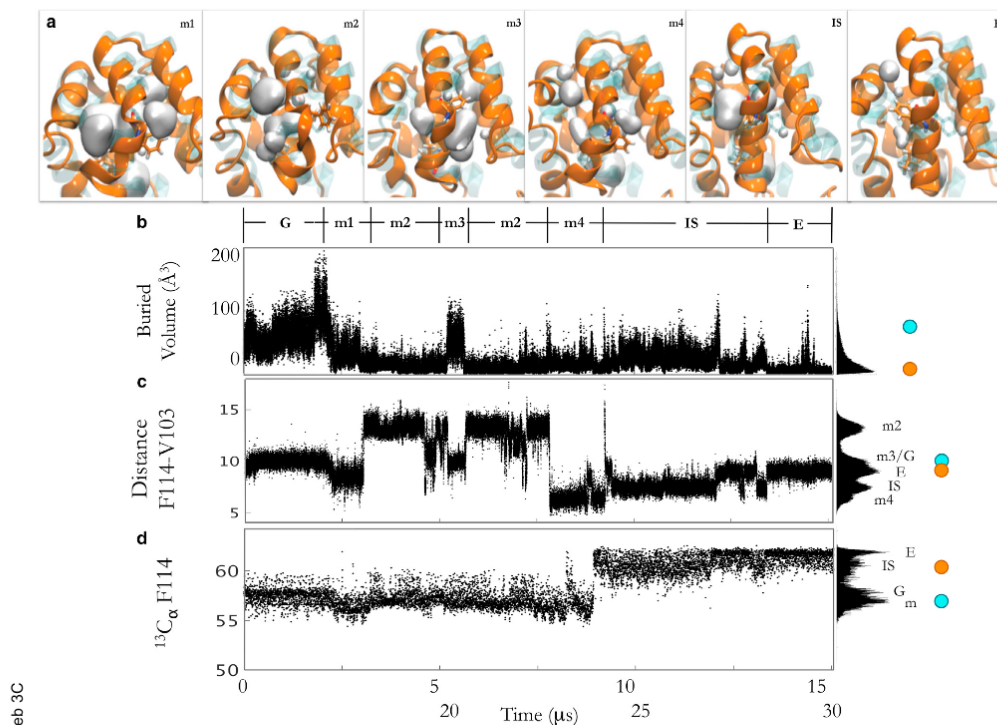 a
m1
m2
m3
m4
IS
b
G m1 m2 m3 m2 m4 IS E
Buried
Volume (Å³)
200
100
0
c
Distance
F114-V103
15
10
5
m2
m3/G
E
IS
m4
d
¹³Cα F114
60
55
50
E
IS
G
m
0 5 10 15
20 25 30
Time (μs)
eb 3C